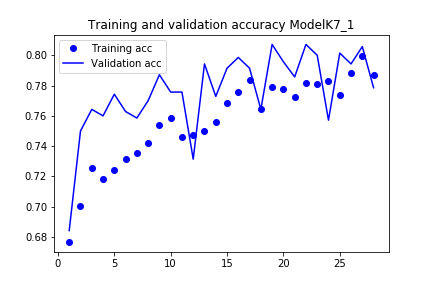 Training and validation accuracy ModelK7_1
Training acc
Validation acc
0.80
0.78
0.76
0.74
0.72
0.70
0.68
0 5 10 15 20 25